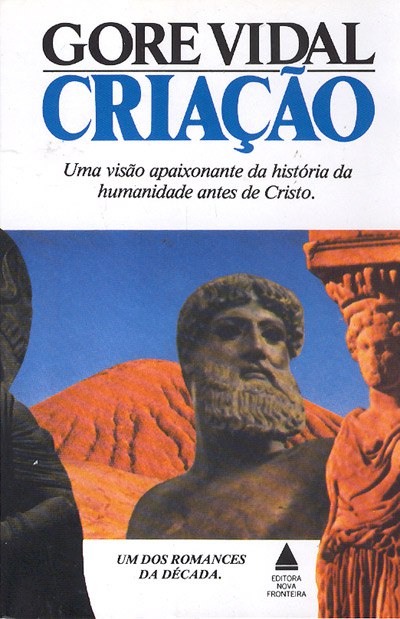 GORE VIDAL
CRIAÇÃO
Uma visão apaixonante da história da
humanidade antes de Cristo.
UM DOS ROMANCES
DA DÉCADA.
EDITORA
NOVA
FRONTEIRA